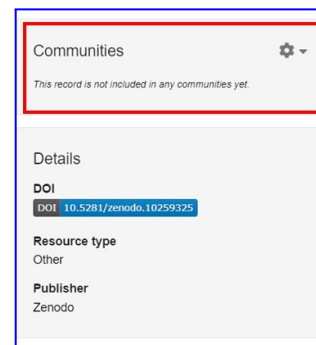 Communities
This record is not included in any communities yet.
Details
DOI
DOI 10.5281/zenodo.10259325
Resource type
Other
Publisher
Zenodo